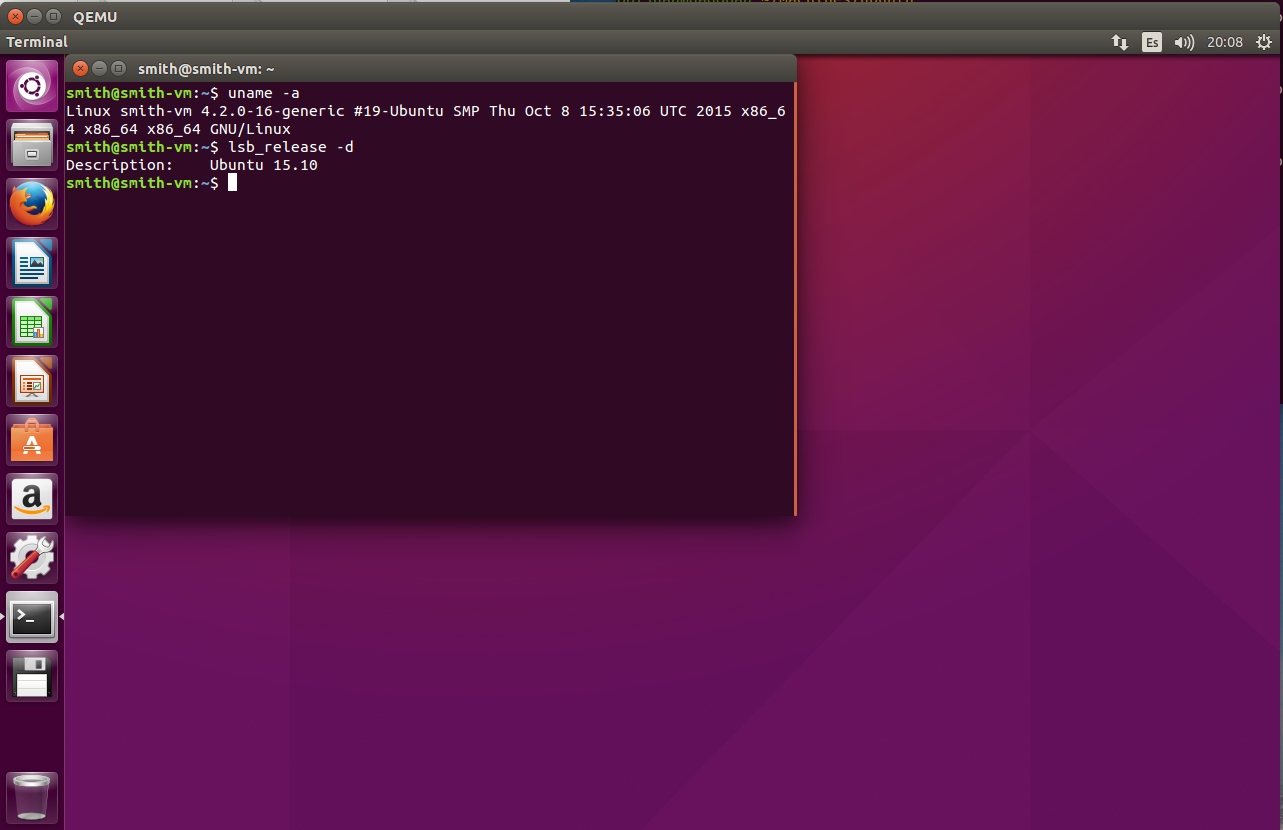 QEMU
Terminal
Es
20:08
smith@smith-vm: ~
smith@smith-vm:~$ uname -a
Linux smith-vm 4.2.0-16-generic #19-Ubuntu SMP Thu Oct 8 15:35:06 UTC 2015 x86_6
4 x86_64 x86_64 GNU/Linux
smith@smith-vm:~$ lsb_release -d
Description:    Ubuntu 15.10
smith@smith-vm:~$